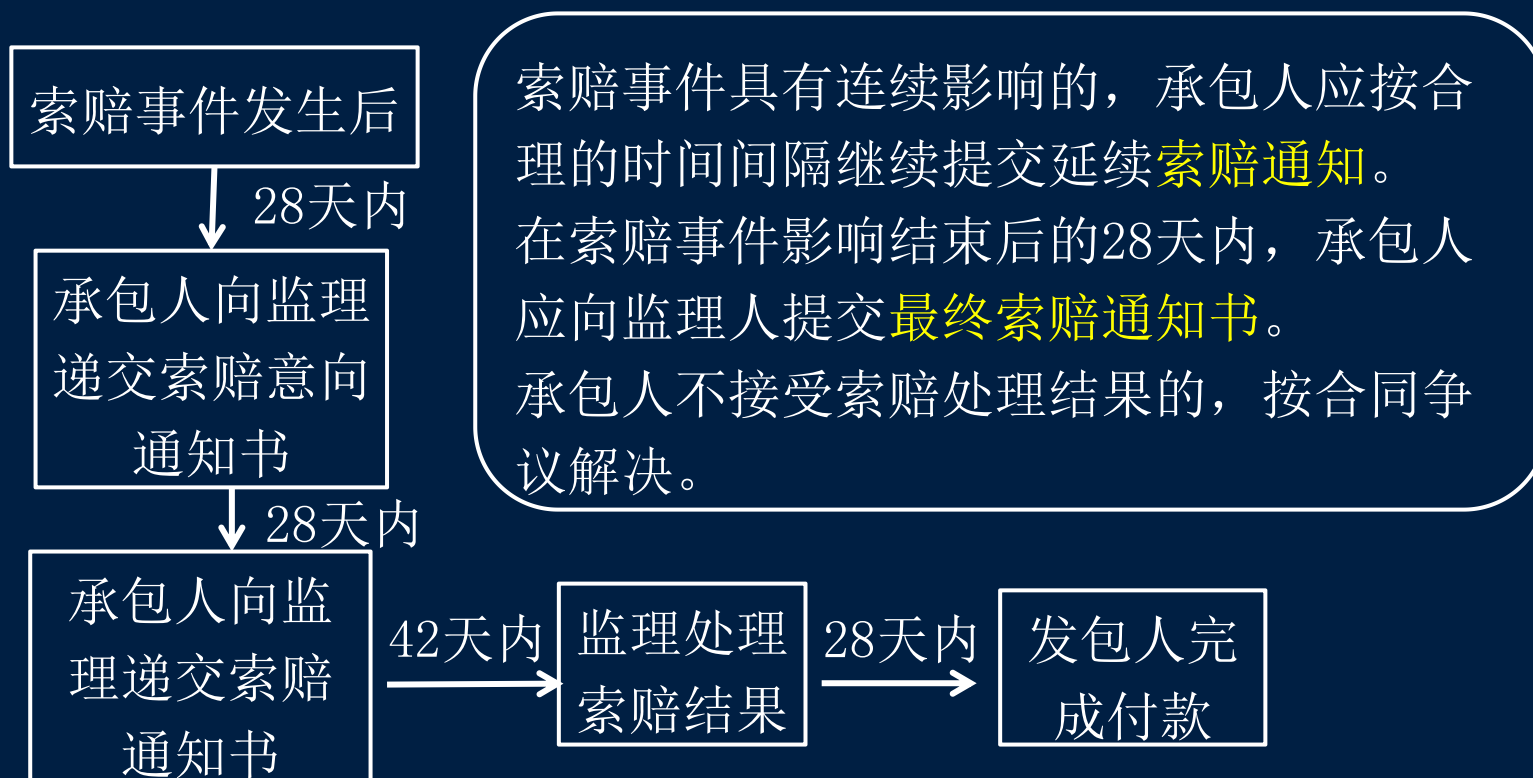 索赔事件发生后
28天内
承包人向监理
递交索赔意向
通知书
28天内
承包人向监
理递交索赔
通知书
42天内
监理处理
索赔结果
28天内
发包人完
成付款
索赔事件具有连续影响的，承包人应按合
理的时间间隔继续提交延续索赔通知。
在索赔事件影响结束后的28天内，承包人
应向监理人提交最终索赔通知书。
承包人不接受索赔处理结果的，按合同争
议解决。